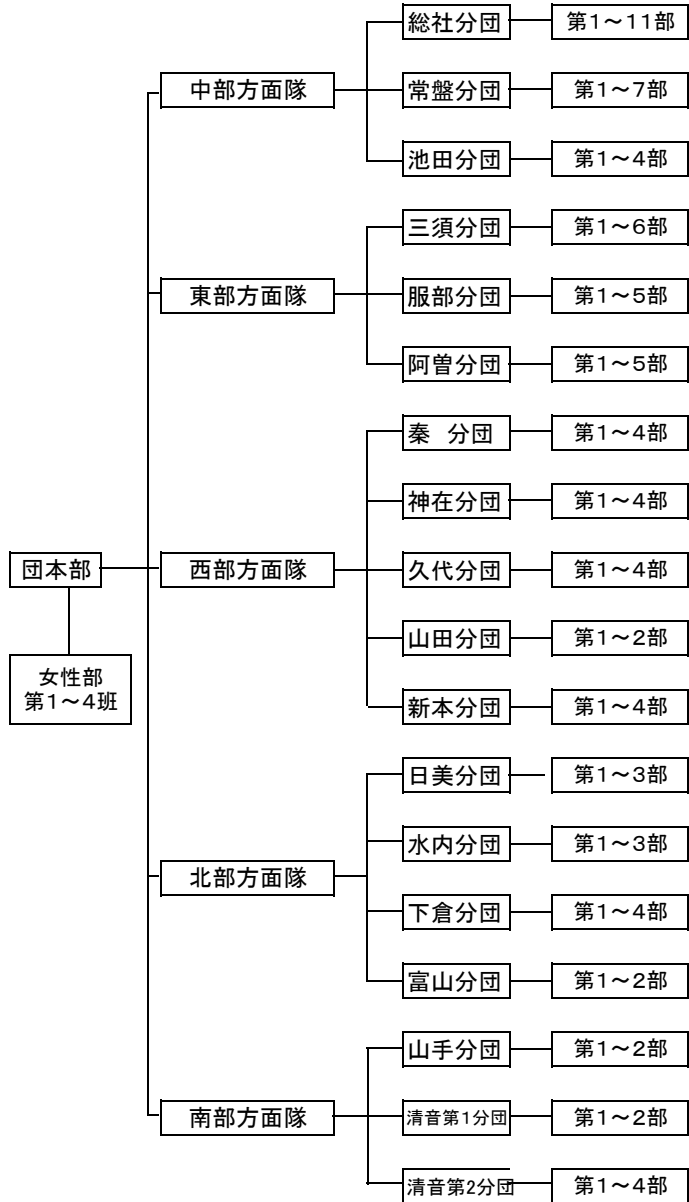 団本部
女性部
第1～4班
中部方面隊
総社分団
第1～11部
常盤分団
第1～7部
池田分団
第1～4部
東部方面隊
三須分団
第1～6部
服部分団
第1～5部
阿曽分団
第1～5部
西部方面隊
秦 分団
第1～4部
神在分団
第1～4部
久代分団
第1～4部
山田分団
第1～2部
新本分団
第1～4部
北部方面隊
日美分団
第1～3部
水内分団
第1～3部
下倉分団
第1～4部
富山分団
第1～2部
南部方面隊
山手分団
第1～2部
清音第1分団
第1～2部
清音第2分団
第1～4部